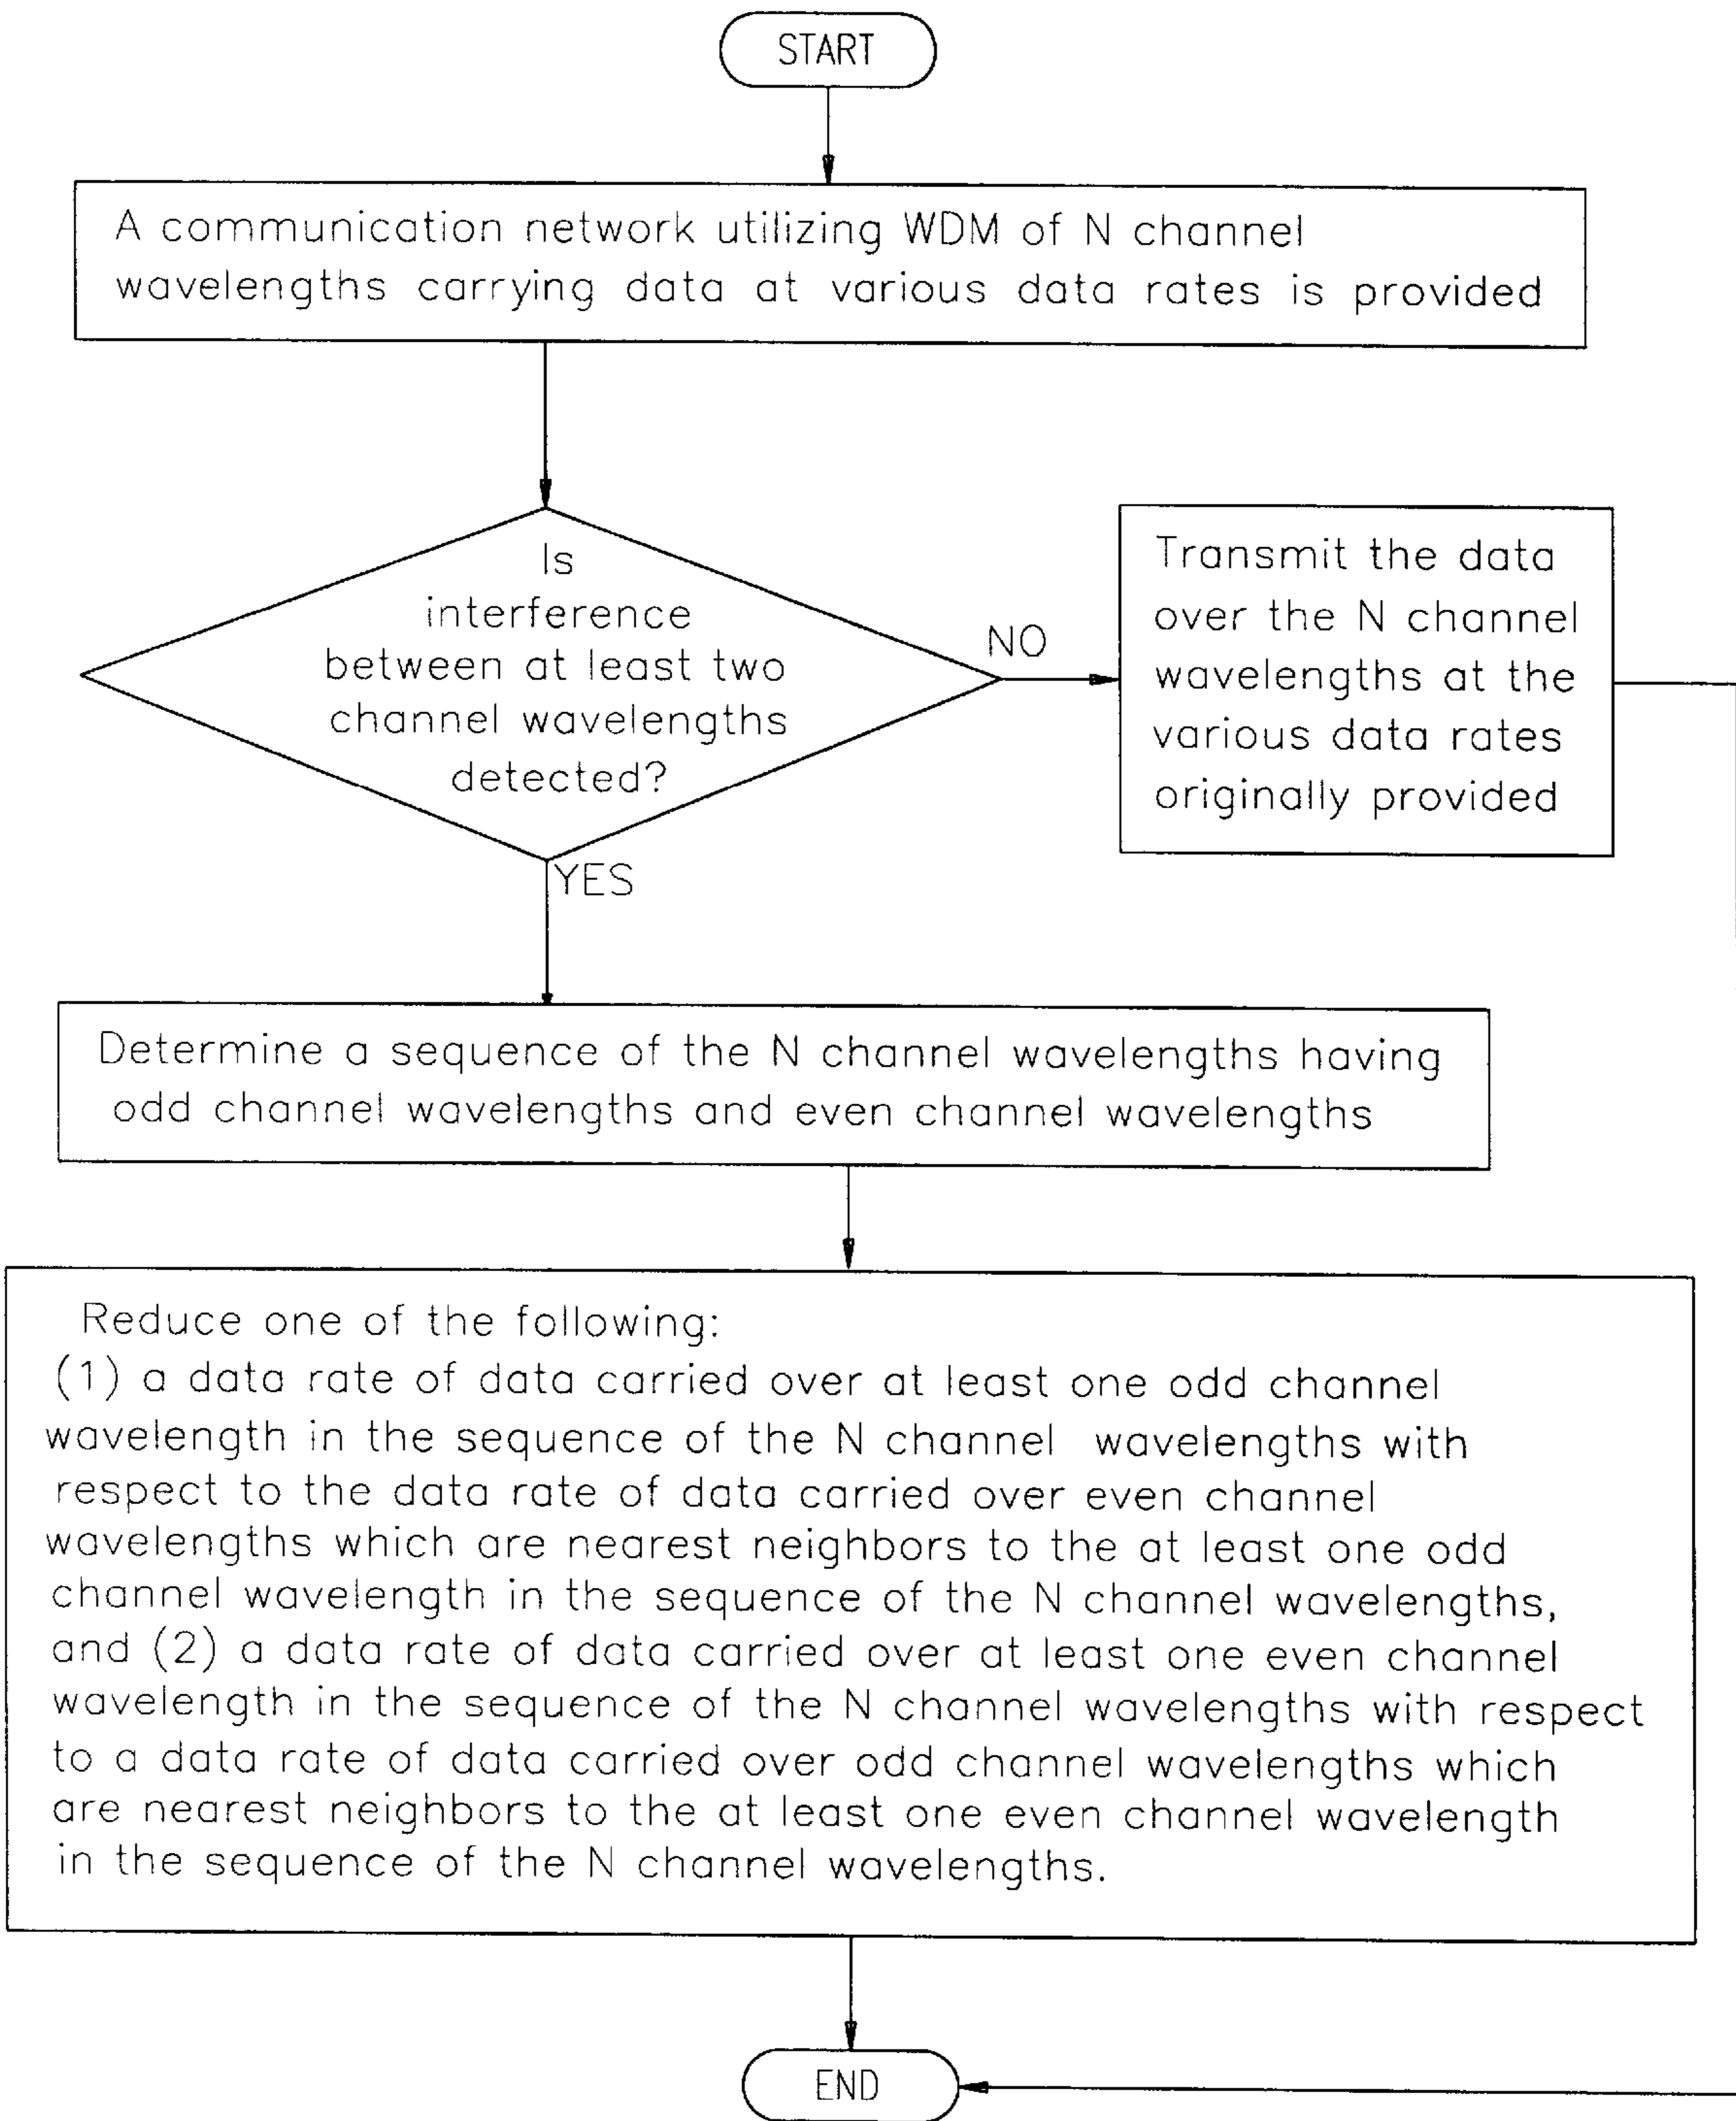 START
A communication network utilizing WDM of N channel
wavelengths carrying data at various data rates is provided
Is
interference
between at least two
channel wavelengths
detected?
NO
Transmit the data
over the N channel
wavelengths at the
various data rates
originally provided
YES
Determine a sequence of the N channel wavelengths having
odd channel wavelengths and even channel wavelengths
Reduce one of the following:
(1) a data rate of data carried over at least one odd channel
wavelength in the sequence of the N channel wavelengths with
respect to the data rate of data carried over even channel
wavelengths which are nearest neighbors to the at least one odd
channel wavelength in the sequence of the N channel wavelengths,
and (2) a data rate of data carried over at least one even channel
wavelength in the sequence of the N channel wavelengths with respect
to a data rate of data carried over odd channel wavelengths which
are nearest neighbors to the at least one even channel wavelength
in the sequence of the N channel wavelengths.
END